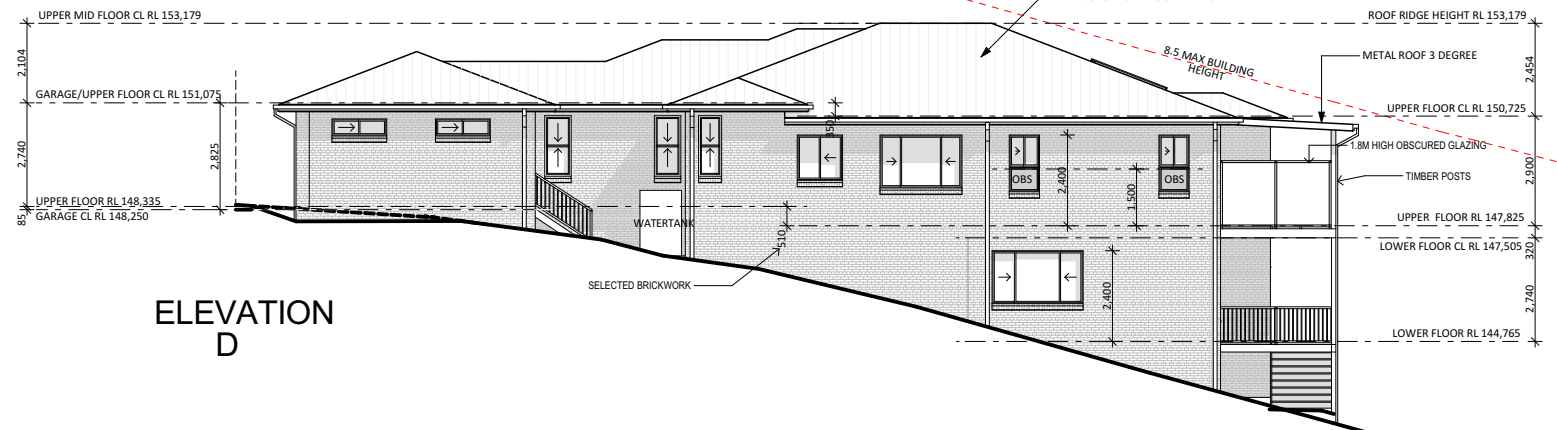 UPPER MID FLOOR CL RL 153,179
ROOF RIDGE HEIGHT RL 153,179
2,104
8.5 MAX BUILDING
HEIGHT
METAL ROOF 3 DEGREE
2,454
GARAGE/UPPER FLOOR CL RL 151,075
UPPER FLOOR CL RL 150,725
350
2,740
2,825
1.8M HIGH OBSCURED GLAZING
OBS
2,400
OBS
1,500
TIMBER POSTS
2,900
UPPER FLOOR RL 148,335
85
GARAGE CL RL 148,250
WATERTANK
510
UPPER FLOOR RL 147,825
LOWER FLOOR CL RL 147,505
320
SELECTED BRICKWORK
2,400
2,740
ELEVATION
D
LOWER FLOOR RL 144,765